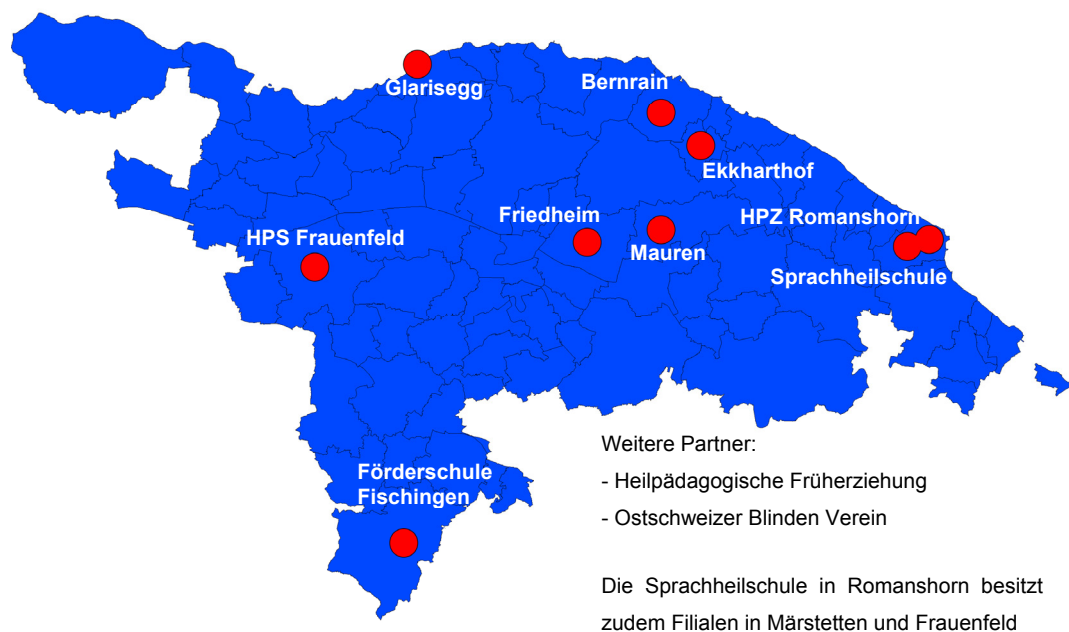 Glarisegg
Bernrain
Ekkharthof
Friedheim
HPZ Romanshorn
HPS Frauenfeld
Mauren
Sprachheilschule
Förderschule
Fischingen
Weitere Partner:
- Heilpädagogische Früherziehung
- Ostschweizer Blinden Verein
Die Sprachheilschule in Romanshorn besitzt
zudem Filialen in Märstetten und Frauenfeld